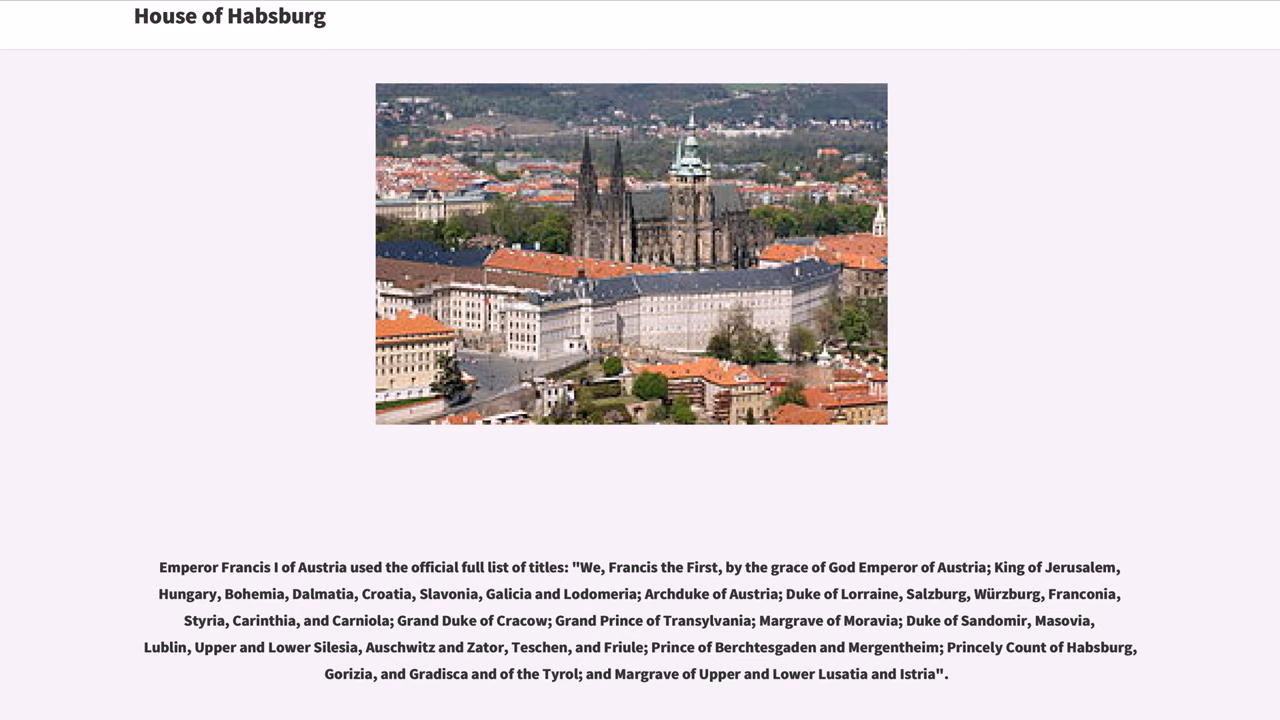 House of Habsburg
Emperor Francis I of Austria used the official full list of titles: "We, Francis the First, by the grace of God Emperor of Austria; King of Jerusalem,
Hungary, Bohemia, Dalmatia, Croatia, Slavonia, Galicia and Lodomeria; Archduke of Austria; Duke of Lorraine, Salzburg, Würzburg, Franconia,
Styria, Carinthia, and Carniola; Grand Duke of Cracow; Grand Prince of Transylvania; Margrave of Moravia; Duke of Sandomir, Masovia,
Lublin, Upper and Lower Silesia, Auschwitz and Zator, Teschen, and Friule; Prince of Berchtesgaden and Mergentheim; Princely Count of Habsburg,
Gorizia, and Gradisca and of the Tyrol; and Margrave of Upper and Lower Lusatia and Istria".